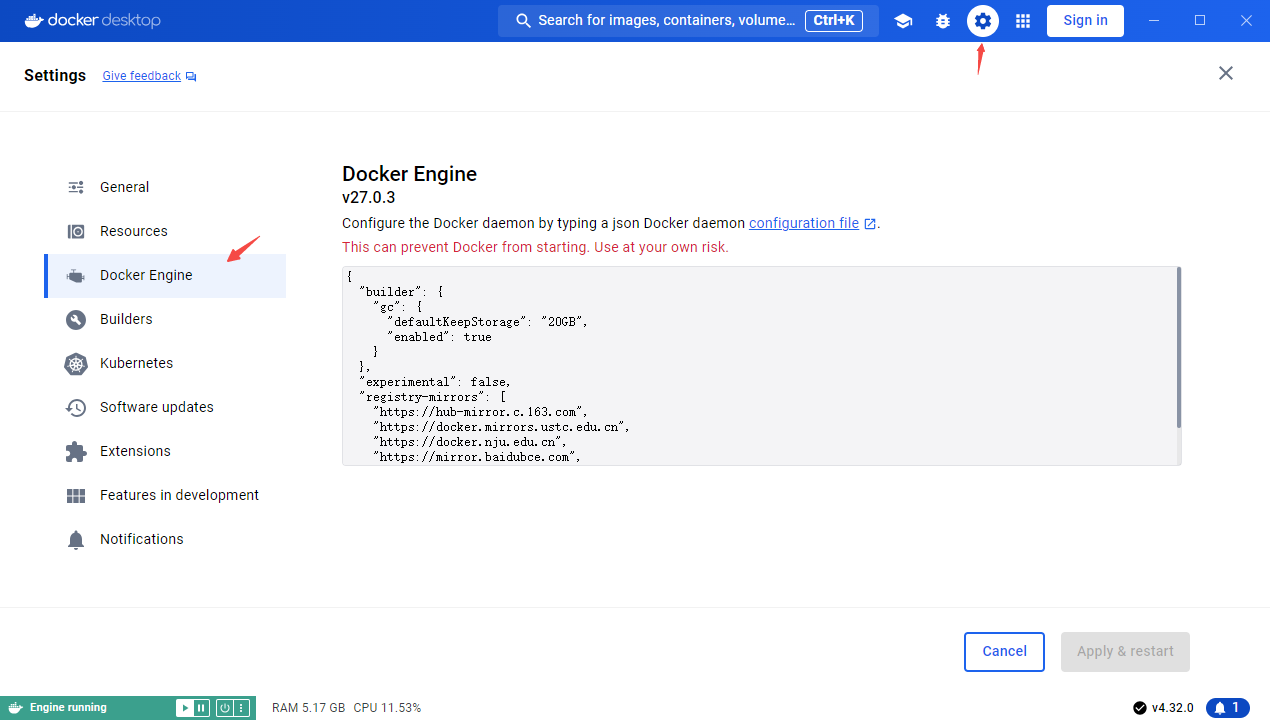 docker desktop
Search for images, containers, volume... Ctrl+K
Sign in
Settings Give feedback
General
Resources
Docker Engine
Builders
Kubernetes
Software updates
Extensions
Features in development
Notifications
Docker Engine
v27.0.3
Configure the Docker daemon by typing a json Docker daemon configuration file.
This can prevent Docker from starting. Use at your own risk.
{
  "builder": {
    "gc": {
      "defaultKeepStorage": "20GB",
      "enabled": true
    }
  },
  "experimental": false,
  "registry-mirrors": [
    "https://hub-mirror.c.163.com",
    "https://docker.mirrors.ustc.edu.cn",
    "https://docker.nju.edu.cn",
    "https://mirror.baidubce.com",
Cancel
Apply & restart
Engine running
RAM 5.17 GB CPU 11.53%
v4.32.0
1